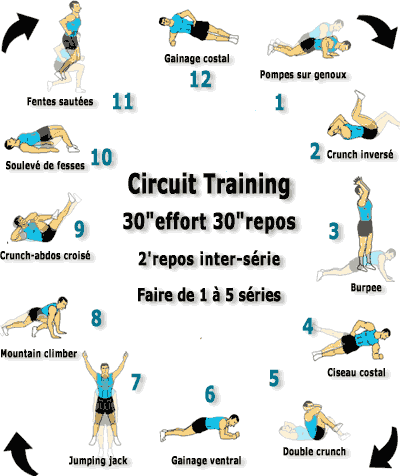 Gainage costal
12
Pompes sur genoux
1
Fentes sautées
11
2 Crunch inversé
Soulevé de fesses
10
Circuit Training
30"effort 30"repos
2'repos inter-série
Faire de 1 à 5 séries
9
Crunch-abdos croisé
3
Burpee
8
Mountain climber
4
Ciseau costal
7
Jumping jack
6
Gainage ventral
5
Double crunch